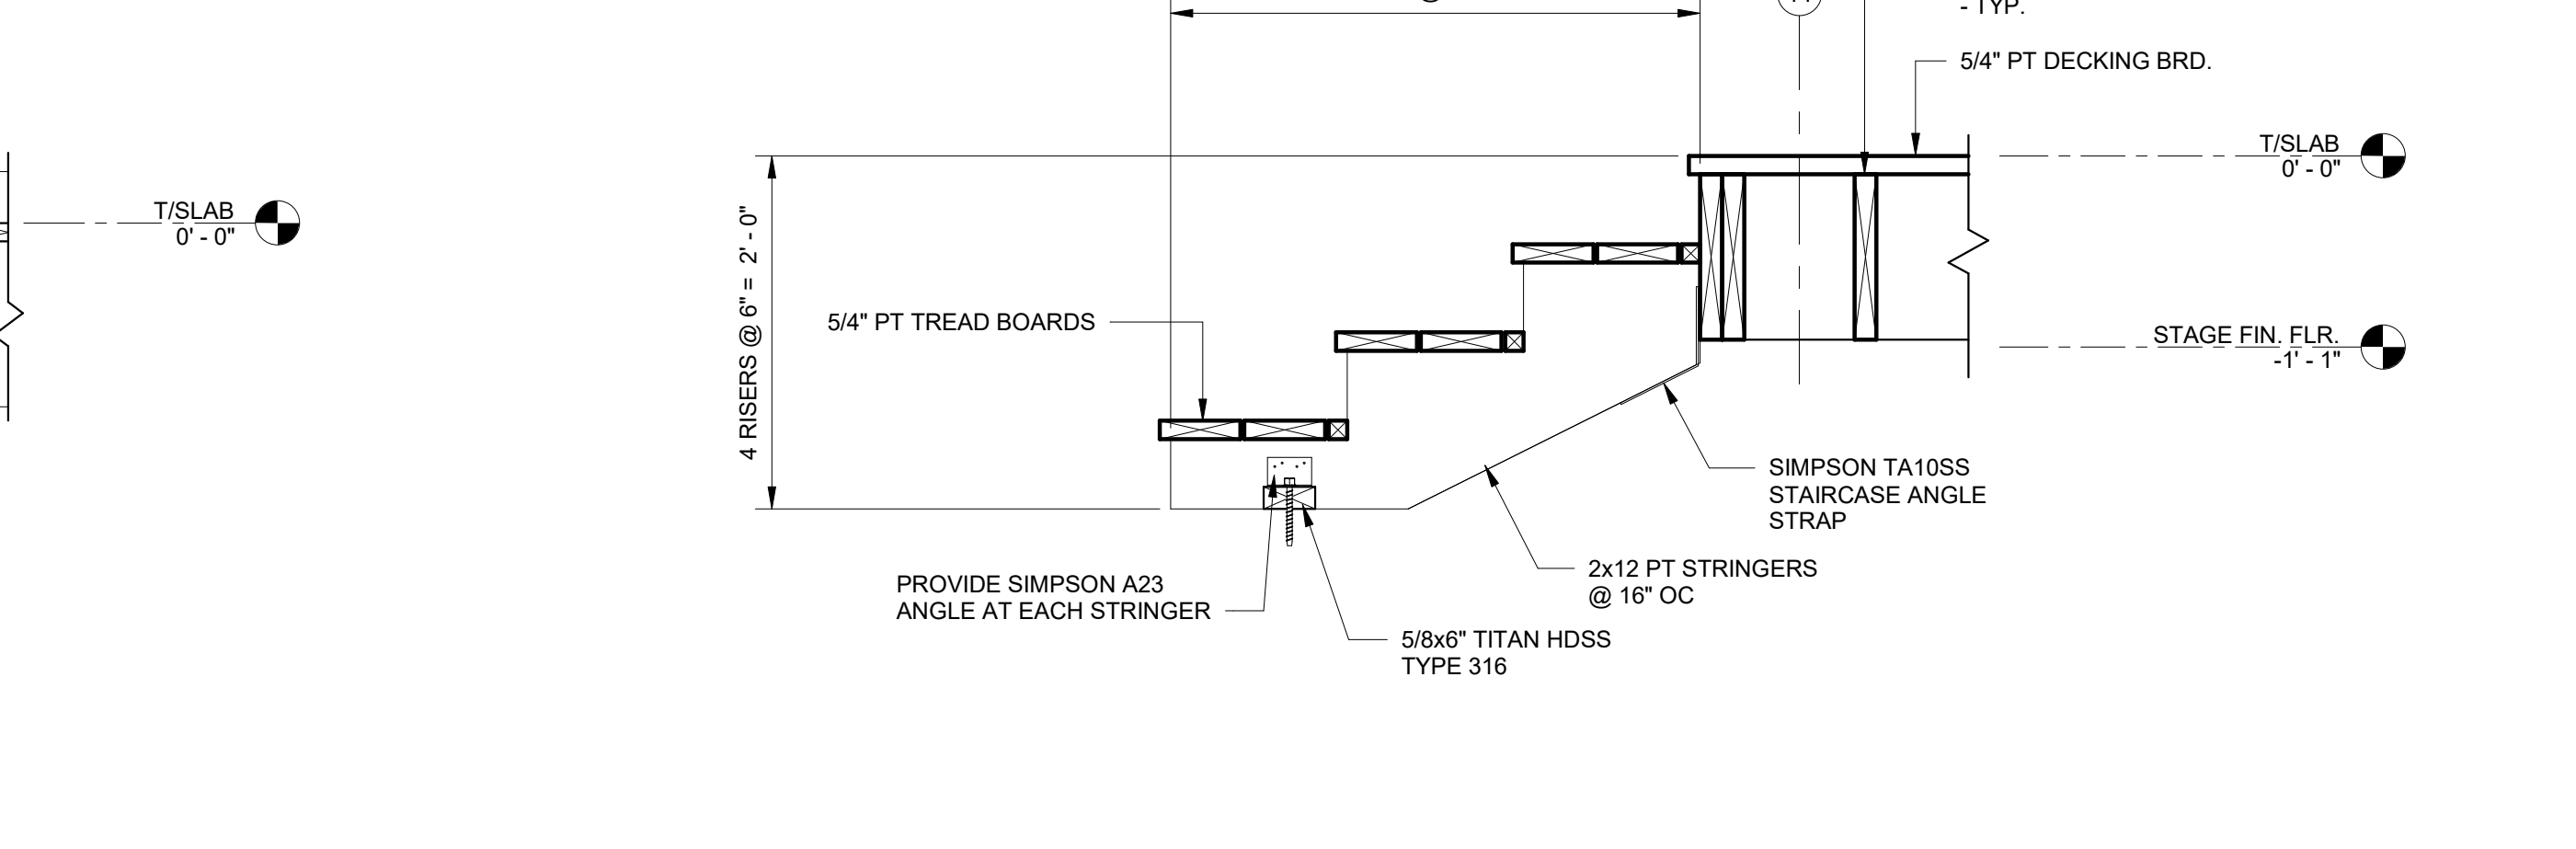 - TYP.
5/4" PT DECKING BRD.
T/SLAB
0' - 0"
T/SLAB
0' - 0"
4 RISERS @ 6" = 2' - 0"
5/4" PT TREAD BOARDS
STAGE FIN. FLR.
-1' - 1"
SIMPSON TA10SS
STAIRCASE ANGLE
STRAP
2x12 PT STRINGERS
@ 16" OC
PROVIDE SIMPSON A23
ANGLE AT EACH STRINGER
5/8x6" TITAN HDSS
TYPE 316